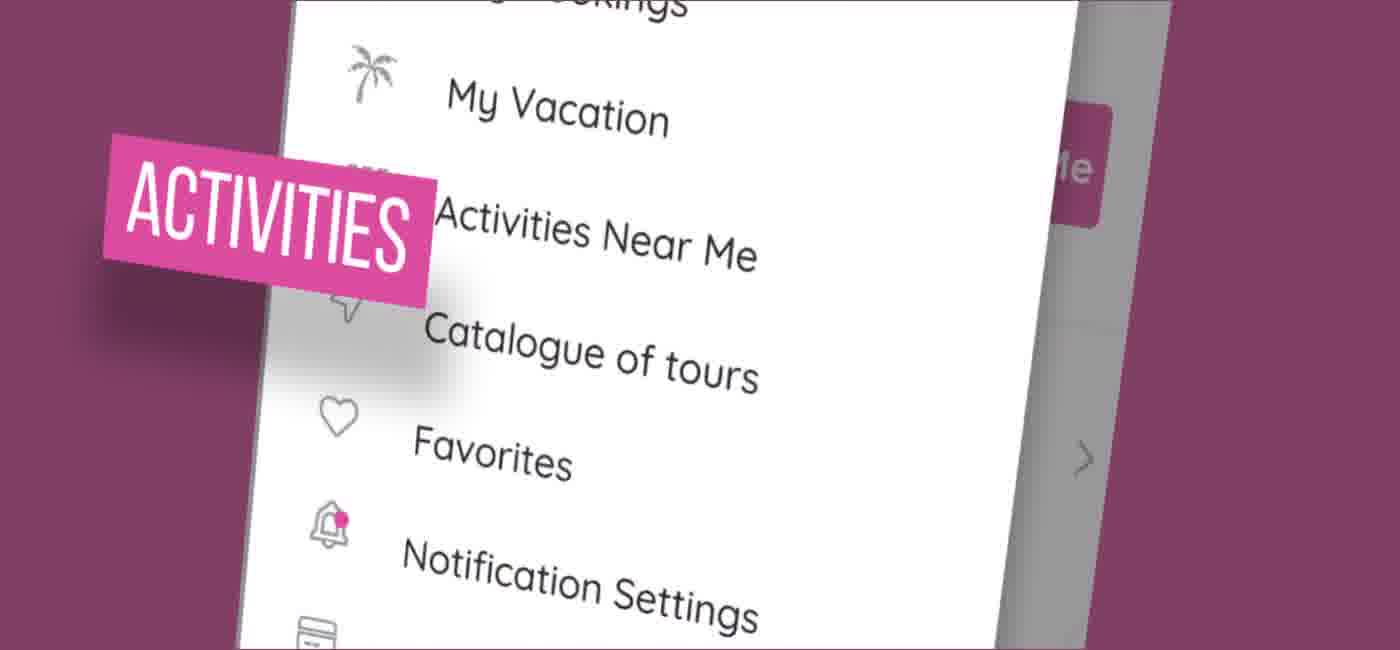 My Vacation
ACTIVITIES
Activities Near Me
Catalogue of tours
Favorites
Notification Settings